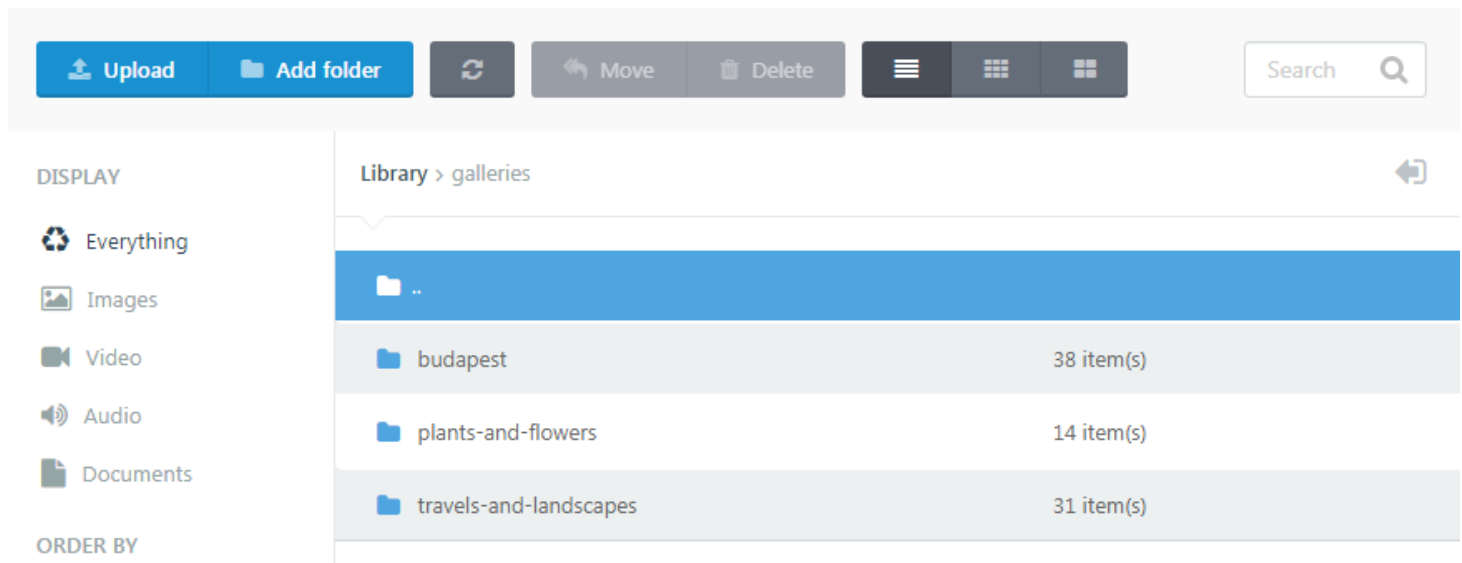 Upload Add folder Move Delete Search
DISPLAY
Library > galleries
Everything
Images
Video
Audio
Documents
ORDER BY
..
budapest 38 item(s)
plants-and-flowers 14 item(s)
travels-and-landscapes 31 item(s)